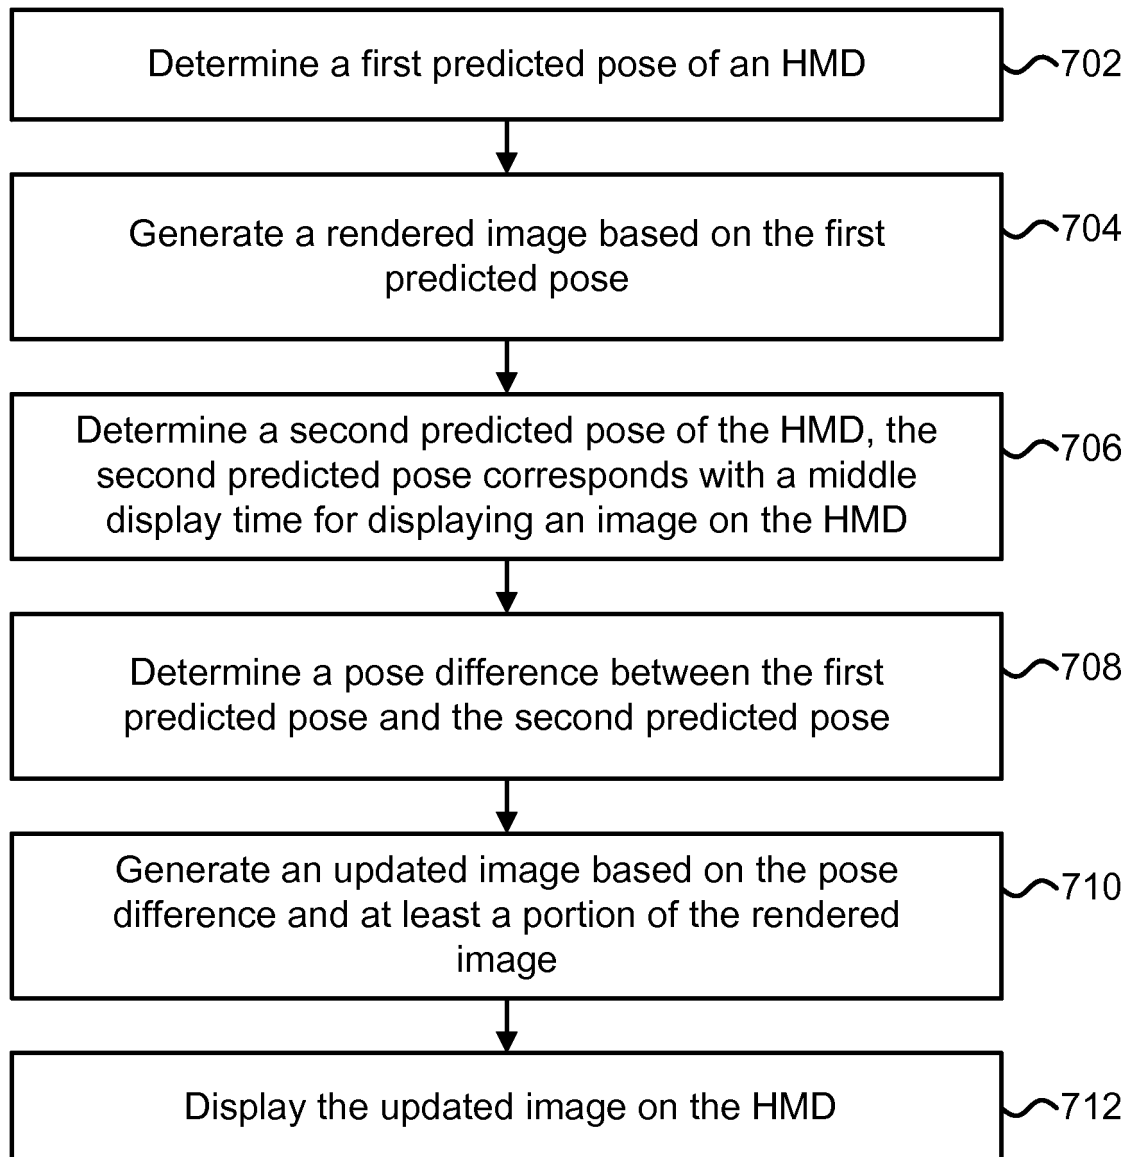 Determine a first predicted pose of an HMD
702
Generate a rendered image based on the first
predicted pose
704
Determine a second predicted pose of the HMD, the
second predicted pose corresponds with a middle
display time for displaying an image on the HMD
706
Determine a pose difference between the first
predicted pose and the second predicted pose
708
Generate an updated image based on the pose
difference and at least a portion of the rendered
image
710
Display the updated image on the HMD
712